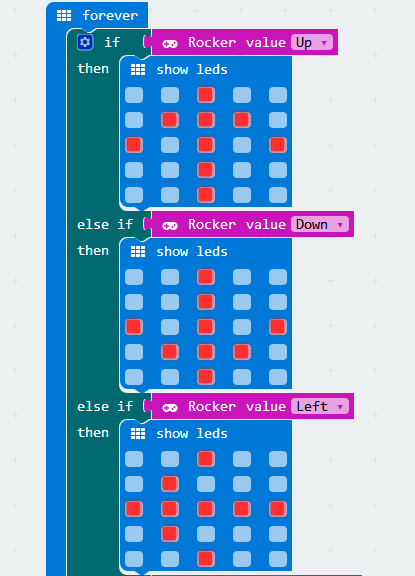 forever
if Rocker value Up
then show leds
else if Rocker value Down
then show leds
else if Rocker value Left
then show leds